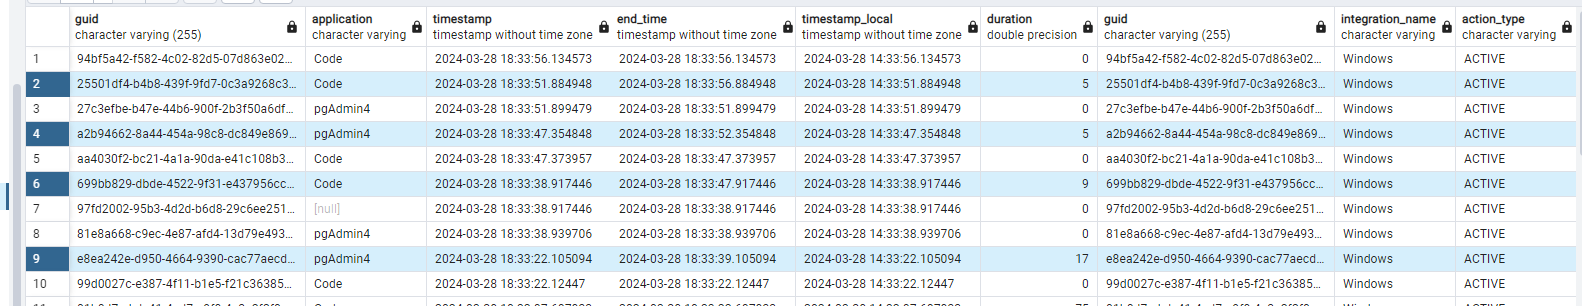 guid application timestamp end_time timestamp_local duration guid integration_name action_type
character varying (255) character varying timestamp without time zone timestamp without time zone timestamp without time zone double precision character varying (255) character varying character varying
1 94bf5a42-f582-4c02-82d5-07d863e02... Code 2024-03-28 18:33:56.134573 2024-03-28 18:33:56.134573 2024-03-28 14:33:56.134573 0 94bf5a42-f582-4c02-82d5-07d863e02... Windows ACTIVE
2 25501df4-b4b8-439f-9fd7-0c3a9268c3... Code 2024-03-28 18:33:51.884948 2024-03-28 18:33:56.884948 2024-03-28 14:33:51.884948 5 25501df4-b4b8-439f-9fd7-0c3a9268c3... Windows ACTIVE
3 27c3efbe-b47e-44b6-900f-2b3f50a6df... pgAdmin4 2024-03-28 18:33:51.899479 2024-03-28 18:33:51.899479 2024-03-28 14:33:51.899479 0 27c3efbe-b47e-44b6-900f-2b3f50a6df... Windows ACTIVE
4 a2b94662-8a44-454a-98c8-dc849e869... pgAdmin4 2024-03-28 18:33:47.354848 2024-03-28 18:33:52.354848 2024-03-28 14:33:47.354848 5 a2b94662-8a44-454a-98c8-dc849e869... Windows ACTIVE
5 aa4030f2-bc21-4a1a-90da-e41c108b3... Code 2024-03-28 18:33:47.373957 2024-03-28 18:33:47.373957 2024-03-28 14:33:47.373957 0 aa4030f2-bc21-4a1a-90da-e41c108b3... Windows ACTIVE
6 699bb829-dbde-4522-9f31-e437956cc... Code 2024-03-28 18:33:38.917446 2024-03-28 18:33:47.917446 2024-03-28 14:33:38.917446 9 699bb829-dbde-4522-9f31-e437956cc... Windows ACTIVE
7 97fd2002-95b3-4d2d-b6d8-29c6ee251... [null] 2024-03-28 18:33:38.917446 2024-03-28 18:33:38.917446 2024-03-28 14:33:38.917446 0 97fd2002-95b3-4d2d-b6d8-29c6ee251... Windows ACTIVE
8 81e8a668-c9ec-4e87-afd4-13d79e493... pgAdmin4 2024-03-28 18:33:38.939706 2024-03-28 18:33:38.939706 2024-03-28 14:33:38.939706 0 81e8a668-c9ec-4e87-afd4-13d79e493... Windows ACTIVE
9 e8ea242e-d950-4664-9390-cac77aecd... pgAdmin4 2024-03-28 18:33:22.105094 2024-03-28 18:33:39.105094 2024-03-28 14:33:22.105094 17 e8ea242e-d950-4664-9390-cac77aecd... Windows ACTIVE
10 99d0027c-e387-4f11-b1e5-f21c36385... Code 2024-03-28 18:33:22.12447 2024-03-28 18:33:22.12447 2024-03-28 14:33:22.12447 0 99d0027c-e387-4f11-b1e5-f21c36385... Windows ACTIVE